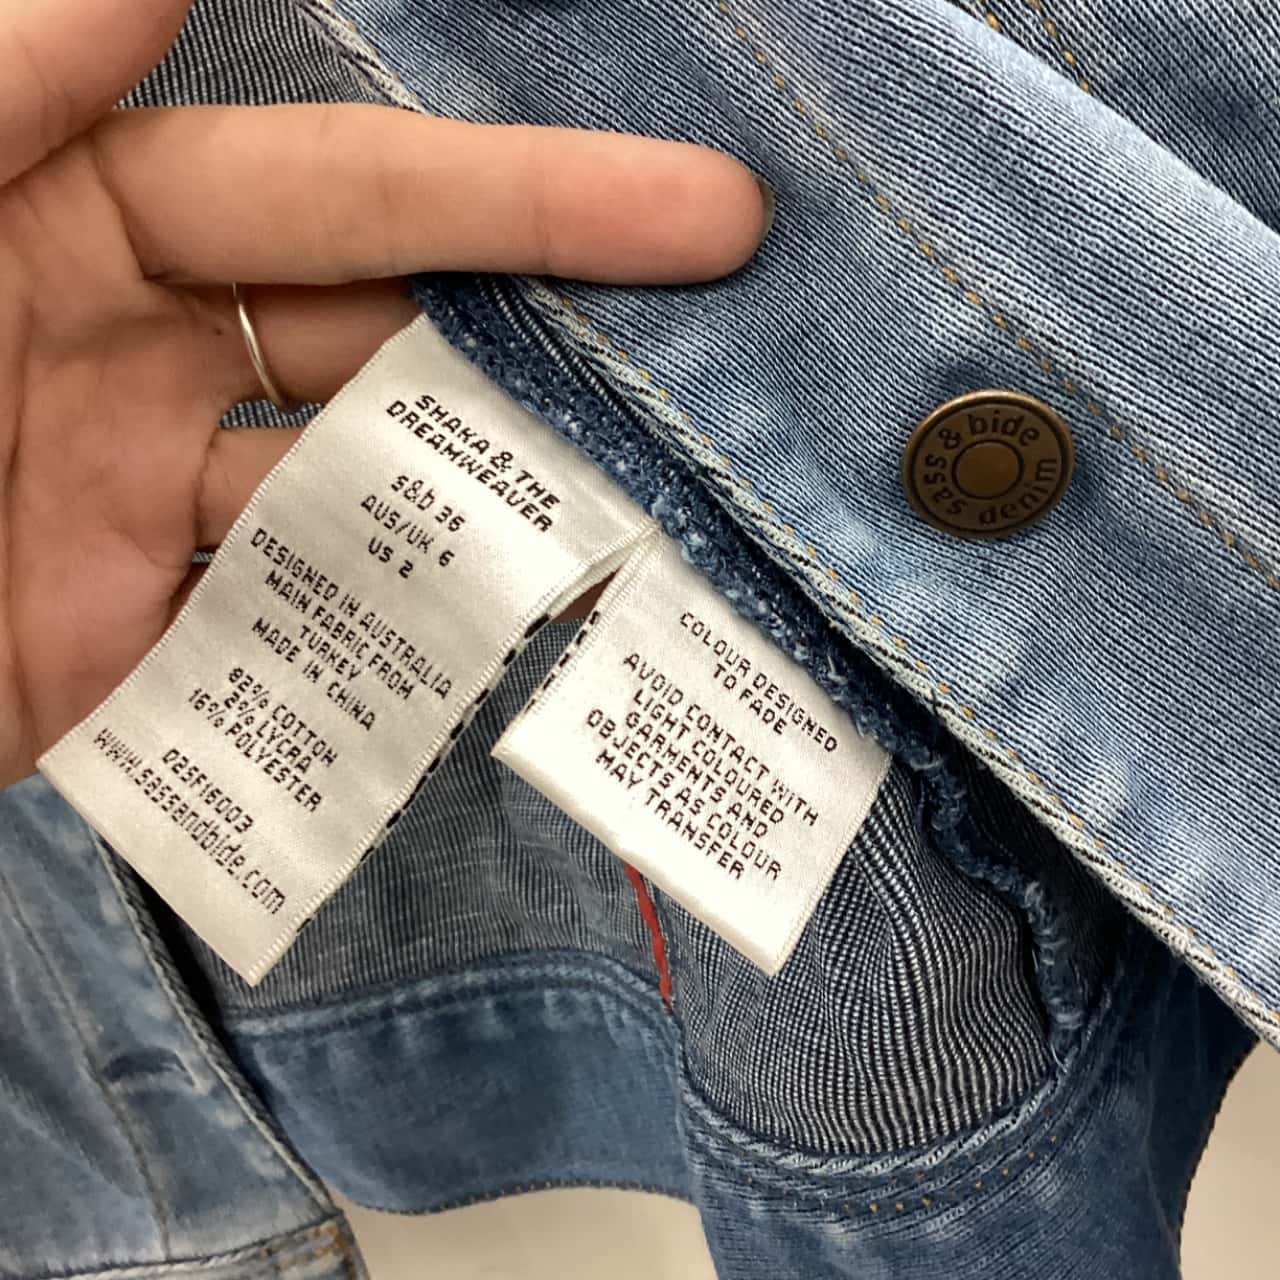 SHAKA & THE
DREAMWEAVER
s&b 36
AUS/UK 6
US 2
DESIGNED IN AUSTRALIA
MAIN FABRIC FROM
TURKEY
MADE IN CHINA
82% COTTON
2% LYCRA
16% POLYESTER
02SF16003
www.sassandbide.com
COLOUR DESIGNED
TO FADE
AVOID CONTACT WITH
LIGHT COLOURED
GARMENTS AND
OBJECTS AS COLOUR
MAY TRANSFER
sass & bide denim